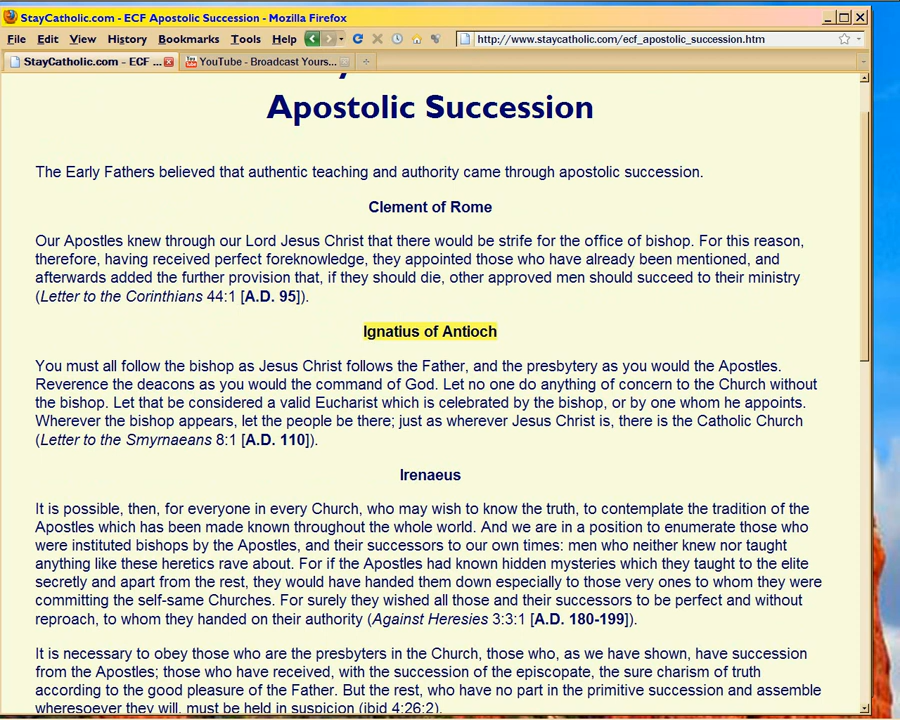 StayCatholic.com - ECF Apostolic Succession - Mozilla Firefox
File Edit View History Bookmarks Tools Help http://www.staycatholic.com/ecf_apostolic_succession.htm
StayCatholic.com – ECF ... YouTube - Broadcast Yours...
Apostolic Succession
The Early Fathers believed that authentic teaching and authority came through apostolic succession.
Clement of Rome
Our Apostles knew through our Lord Jesus Christ that there would be strife for the office of bishop. For this reason,
therefore, having received perfect foreknowledge, they appointed those who have already been mentioned, and
afterwards added the further provision that, if they should die, other approved men should succeed to their ministry
(Letter to the Corinthians 44:1 [A.D. 95]).
Ignatius of Antioch
You must all follow the bishop as Jesus Christ follows the Father, and the presbytery as you would the Apostles.
Reverence the deacons as you would the command of God. Let no one do anything of concern to the Church without
the bishop. Let that be considered a valid Eucharist which is celebrated by the bishop, or by one whom he appoints.
Wherever the bishop appears, let the people be there; just as wherever Jesus Christ is, there is the Catholic Church
(Letter to the Smyrnaeans 8:1 [A.D. 110]).
Irenaeus
It is possible, then, for everyone in every Church, who may wish to know the truth, to contemplate the tradition of the
Apostles which has been made known throughout the whole world. And we are in a position to enumerate those who
were instituted bishops by the Apostles, and their successors to our own times: men who neither knew nor taught
anything like these heretics rave about. For if the Apostles had known hidden mysteries which they taught to the elite
secretly and apart from the rest, they would have handed them down especially to those very ones to whom they were
committing the self-same Churches. For surely they wished all those and their successors to be perfect and without
reproach, to whom they handed on their authority (Against Heresies 3:3:1 [A.D. 180-199]).
It is necessary to obey those who are the presbyters in the Church, those who, as we have shown, have succession
from the Apostles; those who have received, with the succession of the episcopate, the sure charism of truth
according to the good pleasure of the Father. But the rest, who have no part in the primitive succession and assemble
wheresoever they will, must be held in suspicion (ibid 4:26:2).